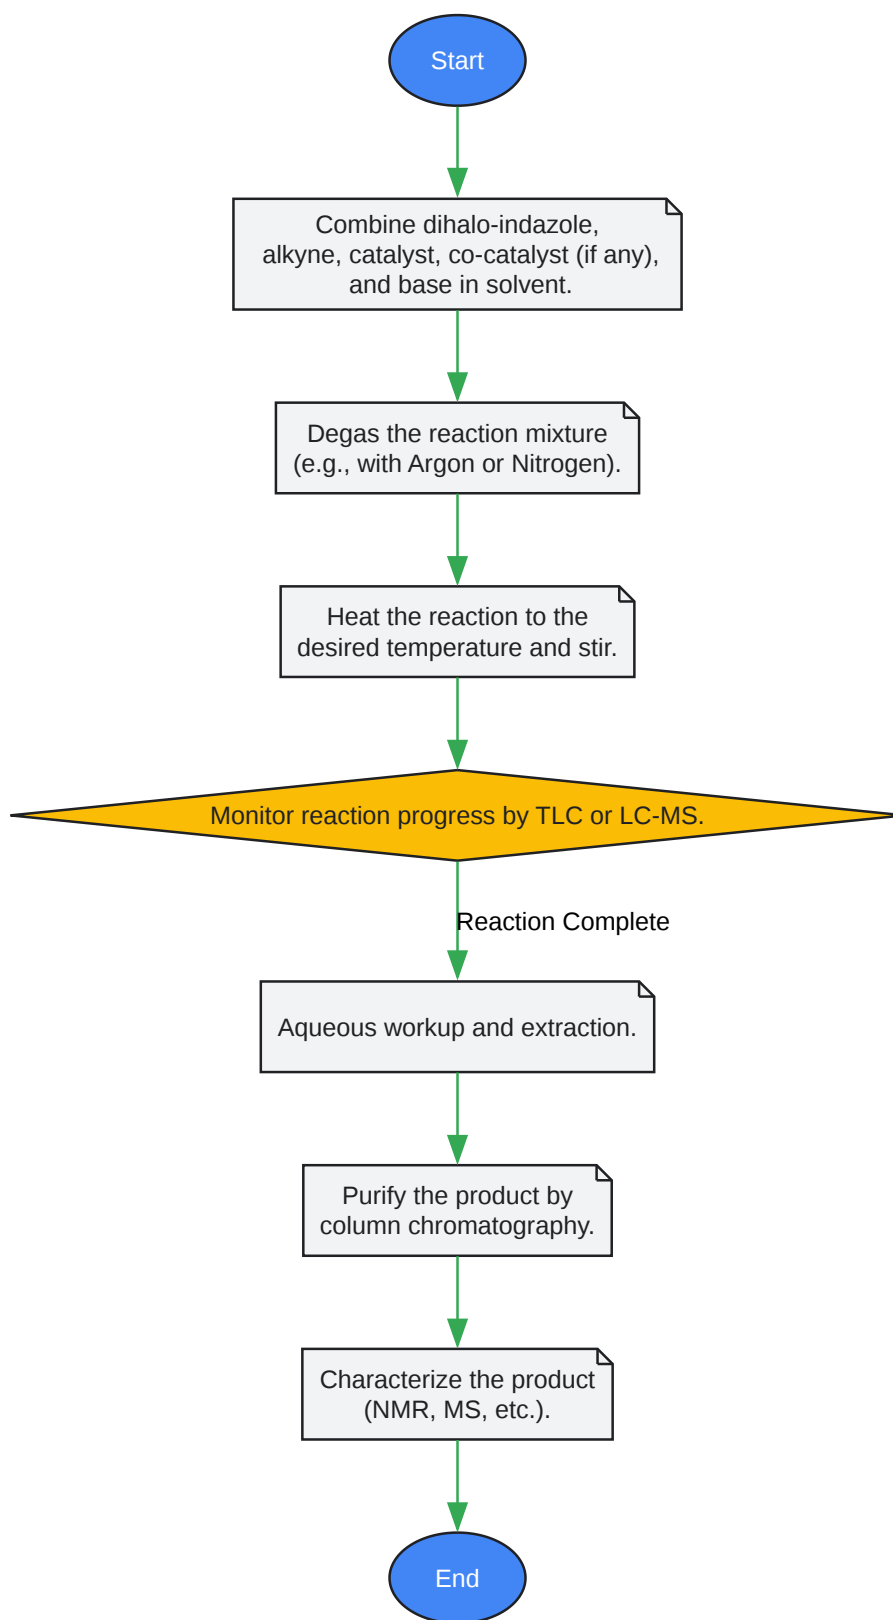 Start
Combine dihalo-indazole,
alkyne, catalyst, co-catalyst (if any),
and base in solvent.
Degas the reaction mixture
(e.g., with Argon or Nitrogen).
Heat the reaction to the
desired temperature and stir.
Monitor reaction progress by TLC or LC-MS.
Reaction Complete
Aqueous workup and extraction.
Purify the product by
column chromatography.
Characterize the product
(NMR, MS, etc.).
End